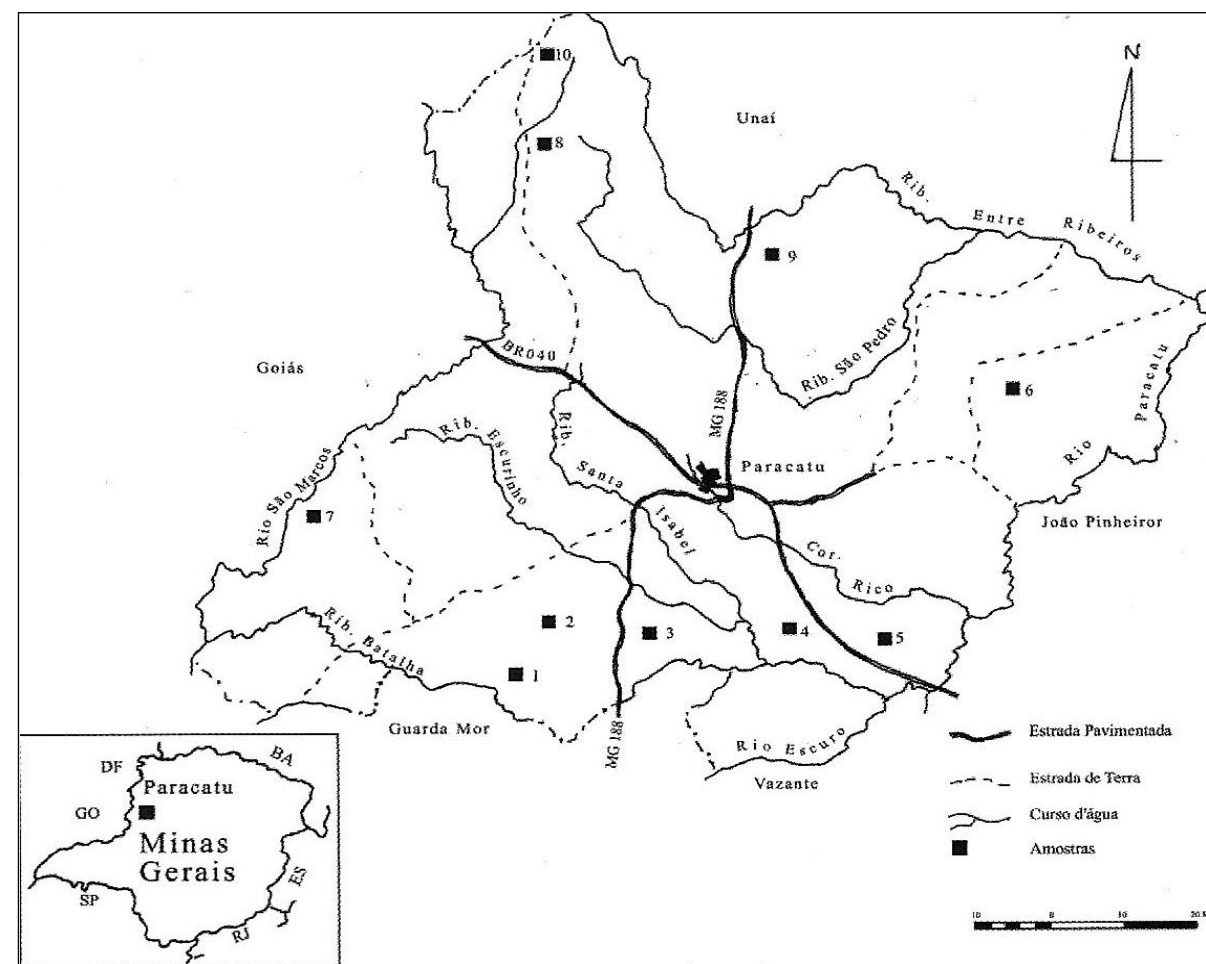 N
10
Unaí
8
Rib. Entre Ribeiros
9
BR040
Rib. São Pedro
Goiás
MG 188
6
Rio Paracatu
Rib. Escurinho
Rib. Santa Isabel
Paracatu
Rio São Marcos
7
João Pinheiror
Cor. Rico
2
3
4
5
Rib. Batalha
1
Guarda Mor
MG 188
Rio Escuro
Vazante
Estrada Pavimentada
Estrada de Terra
Curso d'água
Amostras
10 0 10
DF
BA
Paracatu
GO
Minas
Gerais
ES
SP
RJ